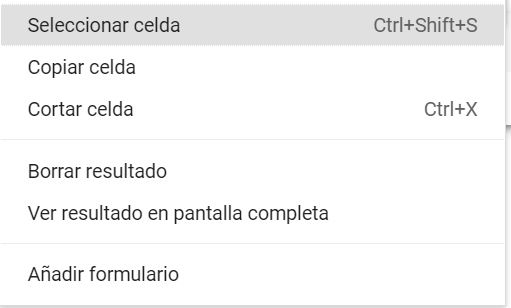 Seleccionar celda Ctrl+Shift+S
Copiar celda
Cortar celda Ctrl+X
Borrar resultado
Ver resultado en pantalla completa
Añadir formulario